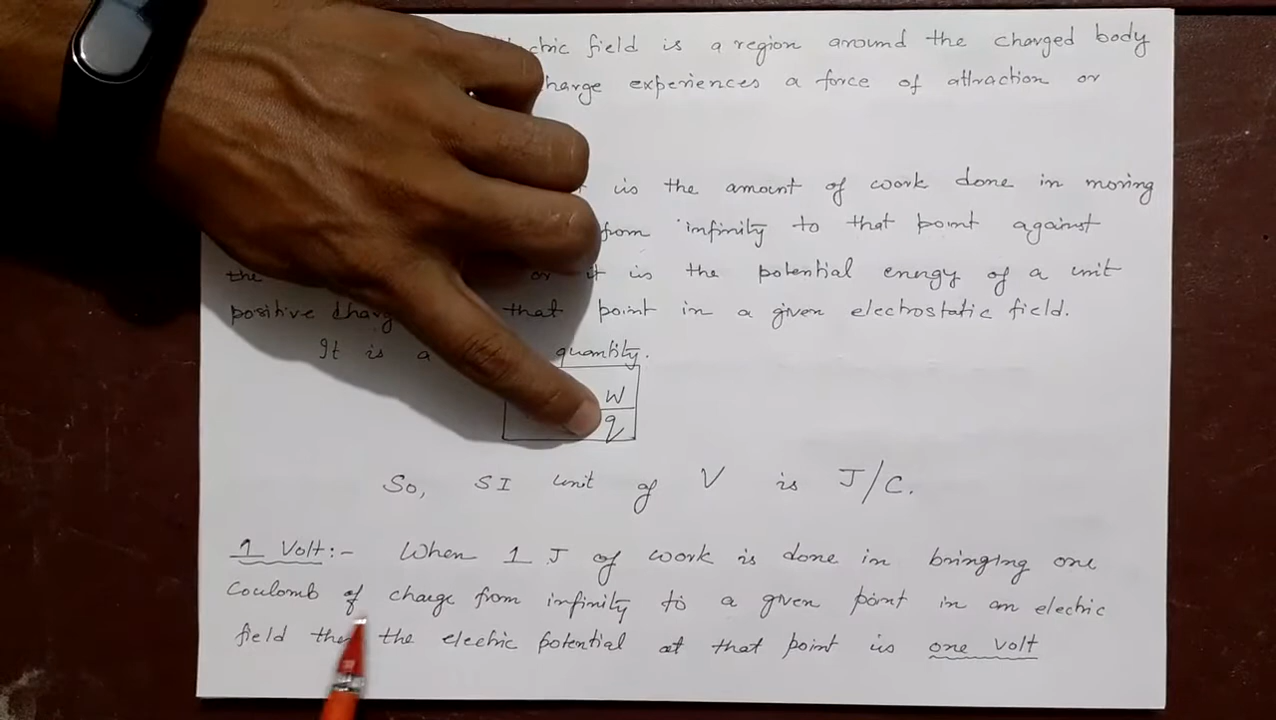 field is a region around the charged body
charge experiences a force of attraction or
is the amount of work done in moving
from infinity to that point against
the or it is the potential energy of a unit
positive that point in a given electrostatic field.
It is a quantity.
W
q
So, SI unit of V is J/C.
1 Volt:- When 1 J of work is done in bringing one
Coulomb of charge from infinity to a given point in an electric
field then the electric potential at that point is one volt